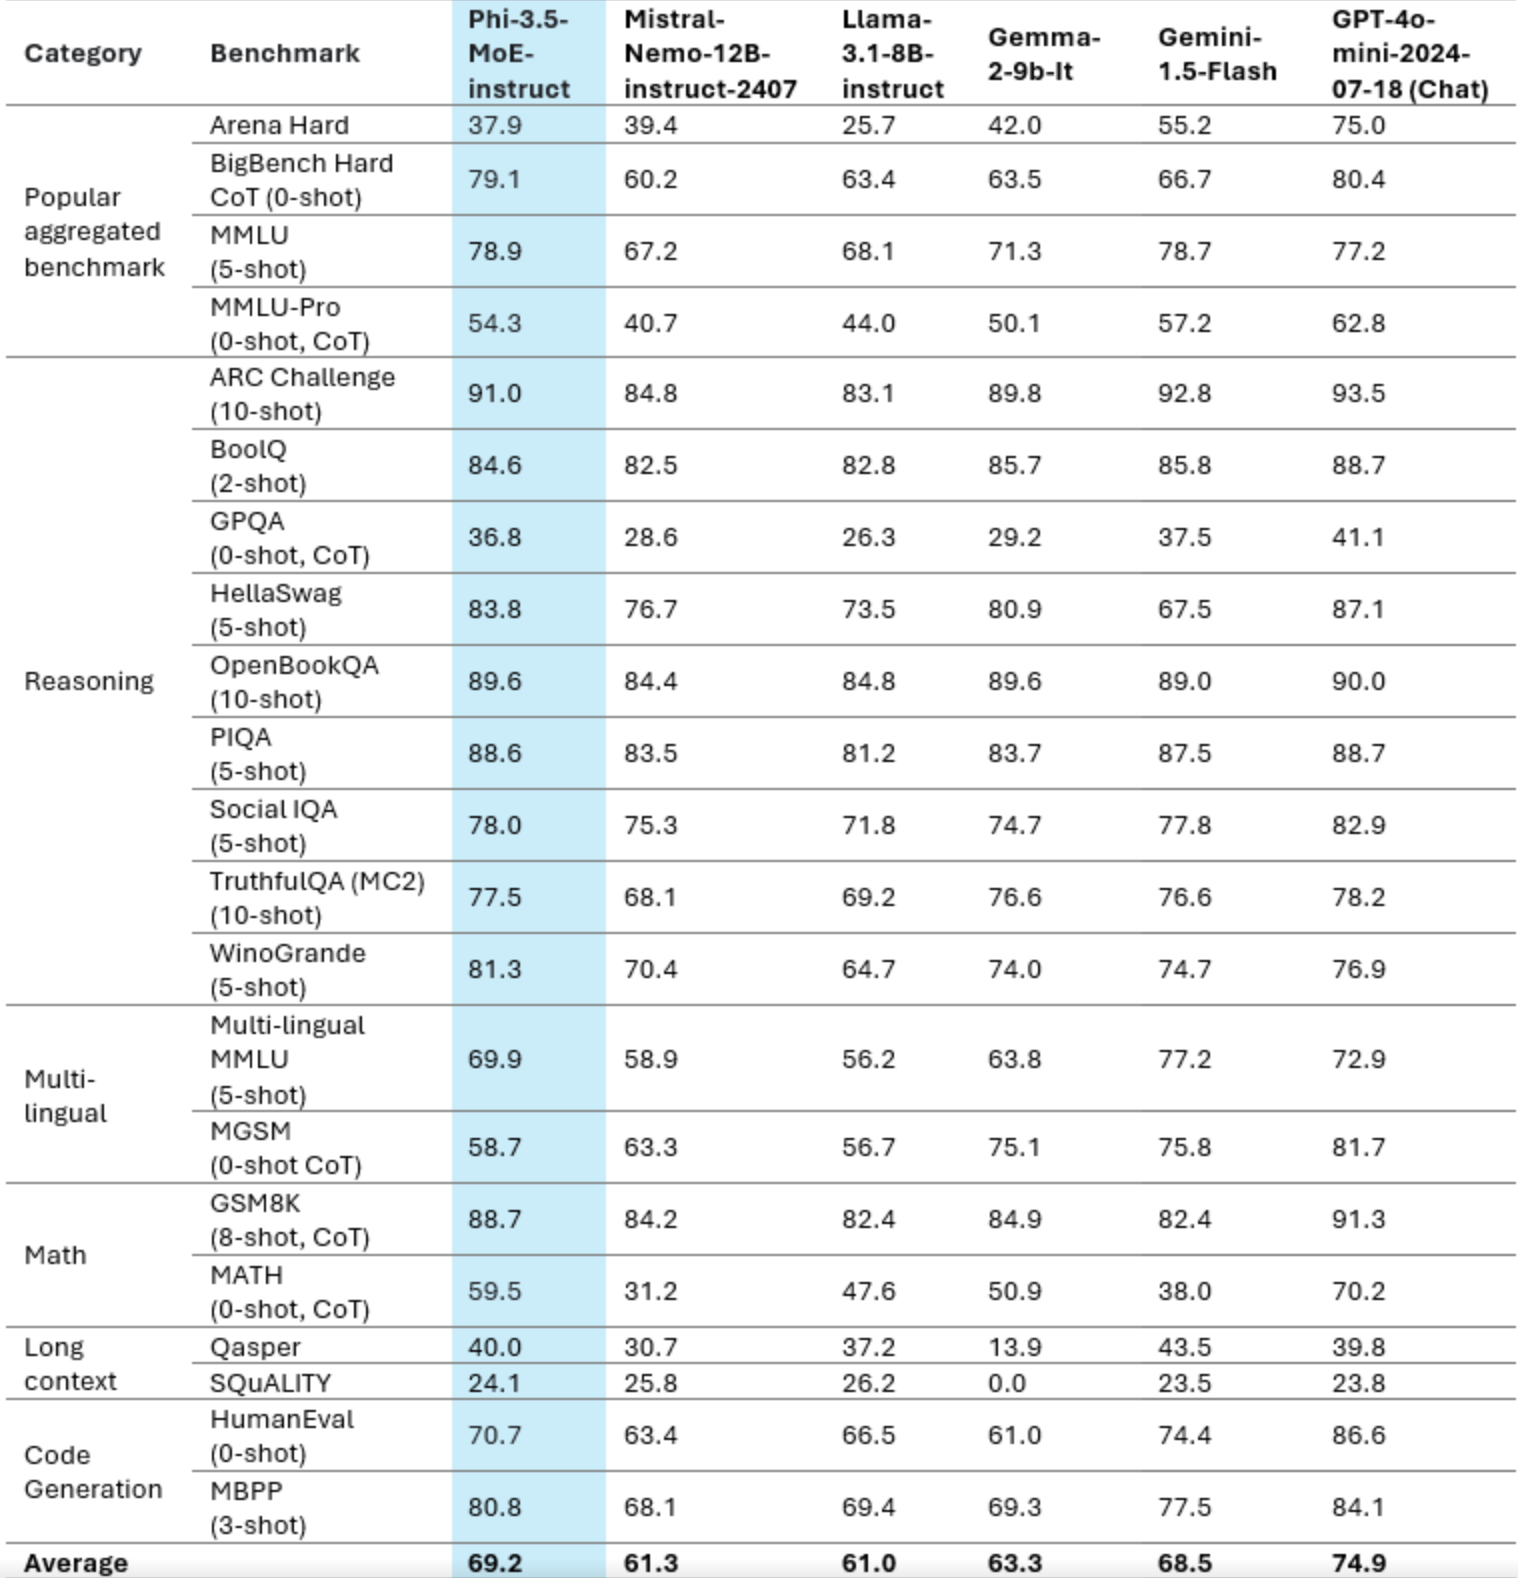 Category Benchmark Phi-3.5-MoE-instruct Mistral-Nemo-12B-instruct-2407 Llama-3.1-8B-instruct Gemma-2-9b-It Gemini-1.5-Flash GPT-4o-mini-2024-07-18 (Chat)
Popular aggregated benchmark
Arena Hard 37.9 39.4 25.7 42.0 55.2 75.0
BigBench Hard CoT (0-shot) 79.1 60.2 63.4 63.5 66.7 80.4
MMLU (5-shot) 78.9 67.2 68.1 71.3 78.7 77.2
MMLU-Pro (0-shot, CoT) 54.3 40.7 44.0 50.1 57.2 62.8
Reasoning
ARC Challenge (10-shot) 91.0 84.8 83.1 89.8 92.8 93.5
BoolQ (2-shot) 84.6 82.5 82.8 85.7 85.8 88.7
GPQA (0-shot, CoT) 36.8 28.6 26.3 29.2 37.5 41.1
HellaSwag (5-shot) 83.8 76.7 73.5 80.9 67.5 87.1
OpenBookQA (10-shot) 89.6 84.4 84.8 89.6 89.0 90.0
PIQA (5-shot) 88.6 83.5 81.2 83.7 87.5 88.7
Social IQA (5-shot) 78.0 75.3 71.8 74.7 77.8 82.9
TruthfulQA (MC2) (10-shot) 77.5 68.1 69.2 76.6 76.6 78.2
WinoGrande (5-shot) 81.3 70.4 64.7 74.0 74.7 76.9
Multi-lingual
Multi-lingual MMLU (5-shot) 69.9 58.9 56.2 63.8 77.2 72.9
MGSM (0-shot CoT) 58.7 63.3 56.7 75.1 75.8 81.7
Math
GSM8K (8-shot, CoT) 88.7 84.2 82.4 84.9 82.4 91.3
MATH (0-shot, CoT) 59.5 31.2 47.6 50.9 38.0 70.2
Long context
Qasper 40.0 30.7 37.2 13.9 43.5 39.8
SQuALITY 24.1 25.8 26.2 0.0 23.5 23.8
Code Generation
HumanEval (0-shot) 70.7 63.4 66.5 61.0 74.4 86.6
MBPP (3-shot) 80.8 68.1 69.4 69.3 77.5 84.1
Average 69.2 61.3 61.0 63.3 68.5 74.9